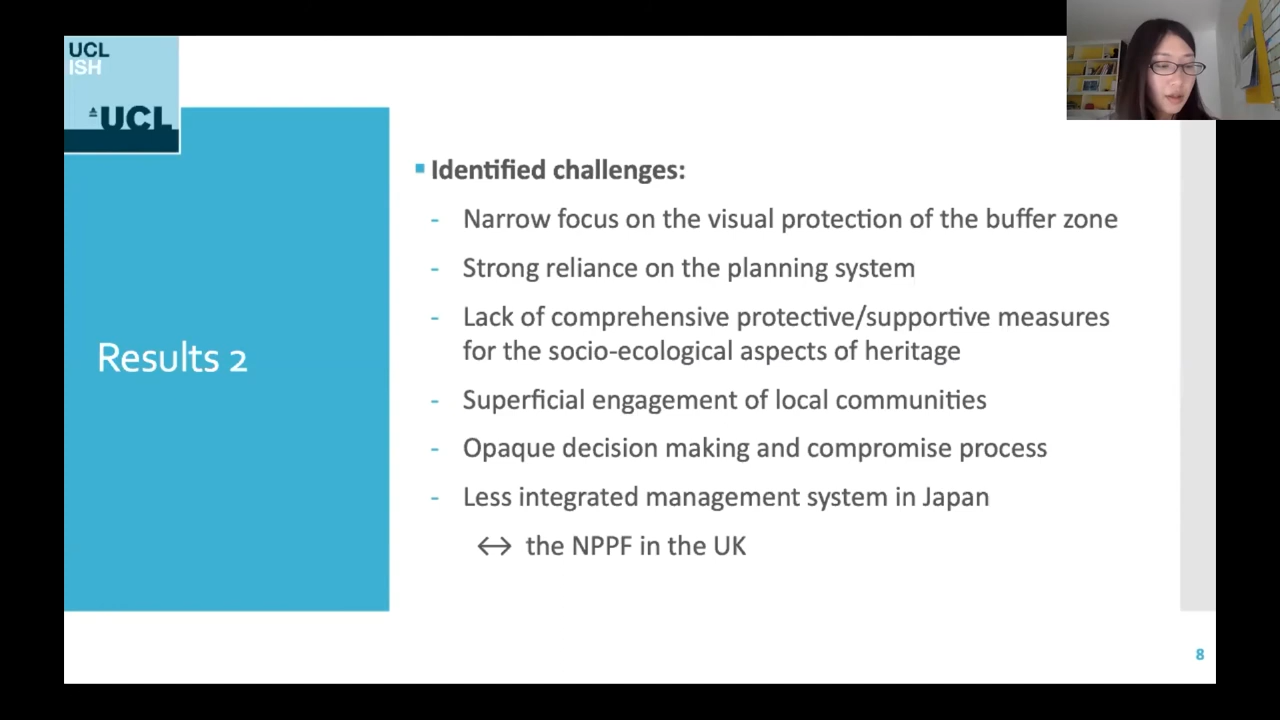 UCL
ISH
UCL
Results 2
Identified challenges:
- Narrow focus on the visual protection of the buffer zone
- Strong reliance on the planning system
- Lack of comprehensive protective/supportive measures
for the socio-ecological aspects of heritage
- Superficial engagement of local communities
- Opaque decision making and compromise process
- Less integrated management system in Japan
↔ the NPPF in the UK
8